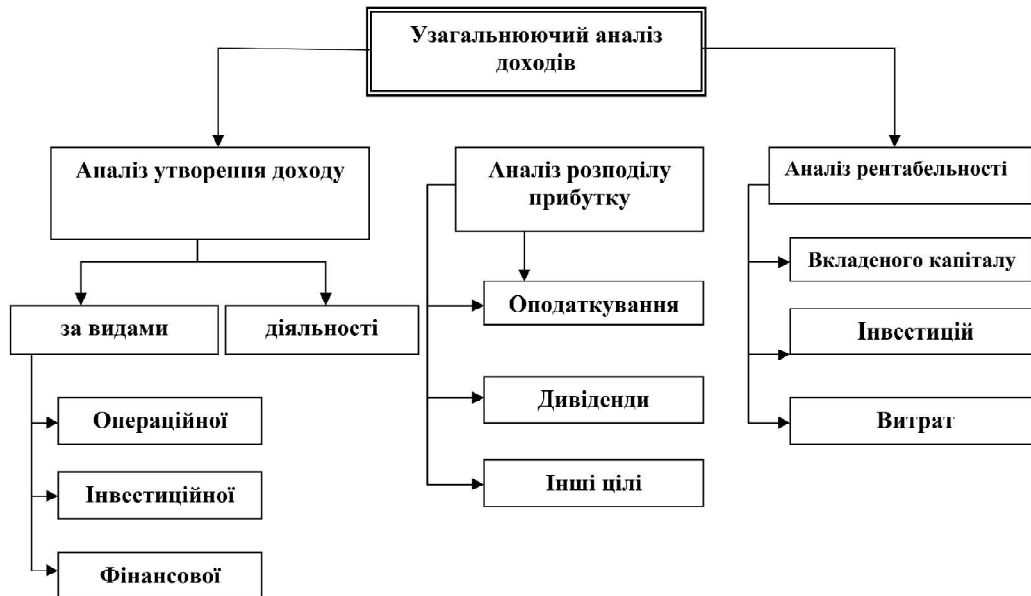 Узагальнюючий аналіз
доходів
Аналіз утворення доходу
Аналіз розподілу
прибутку
Аналіз рентабельності
за видами
діяльності
Операційної
Інвестиційної
Фінансової
Оподаткування
Дивіденди
Інші цілі
Вкладеного капіталу
Інвестицій
Витрат